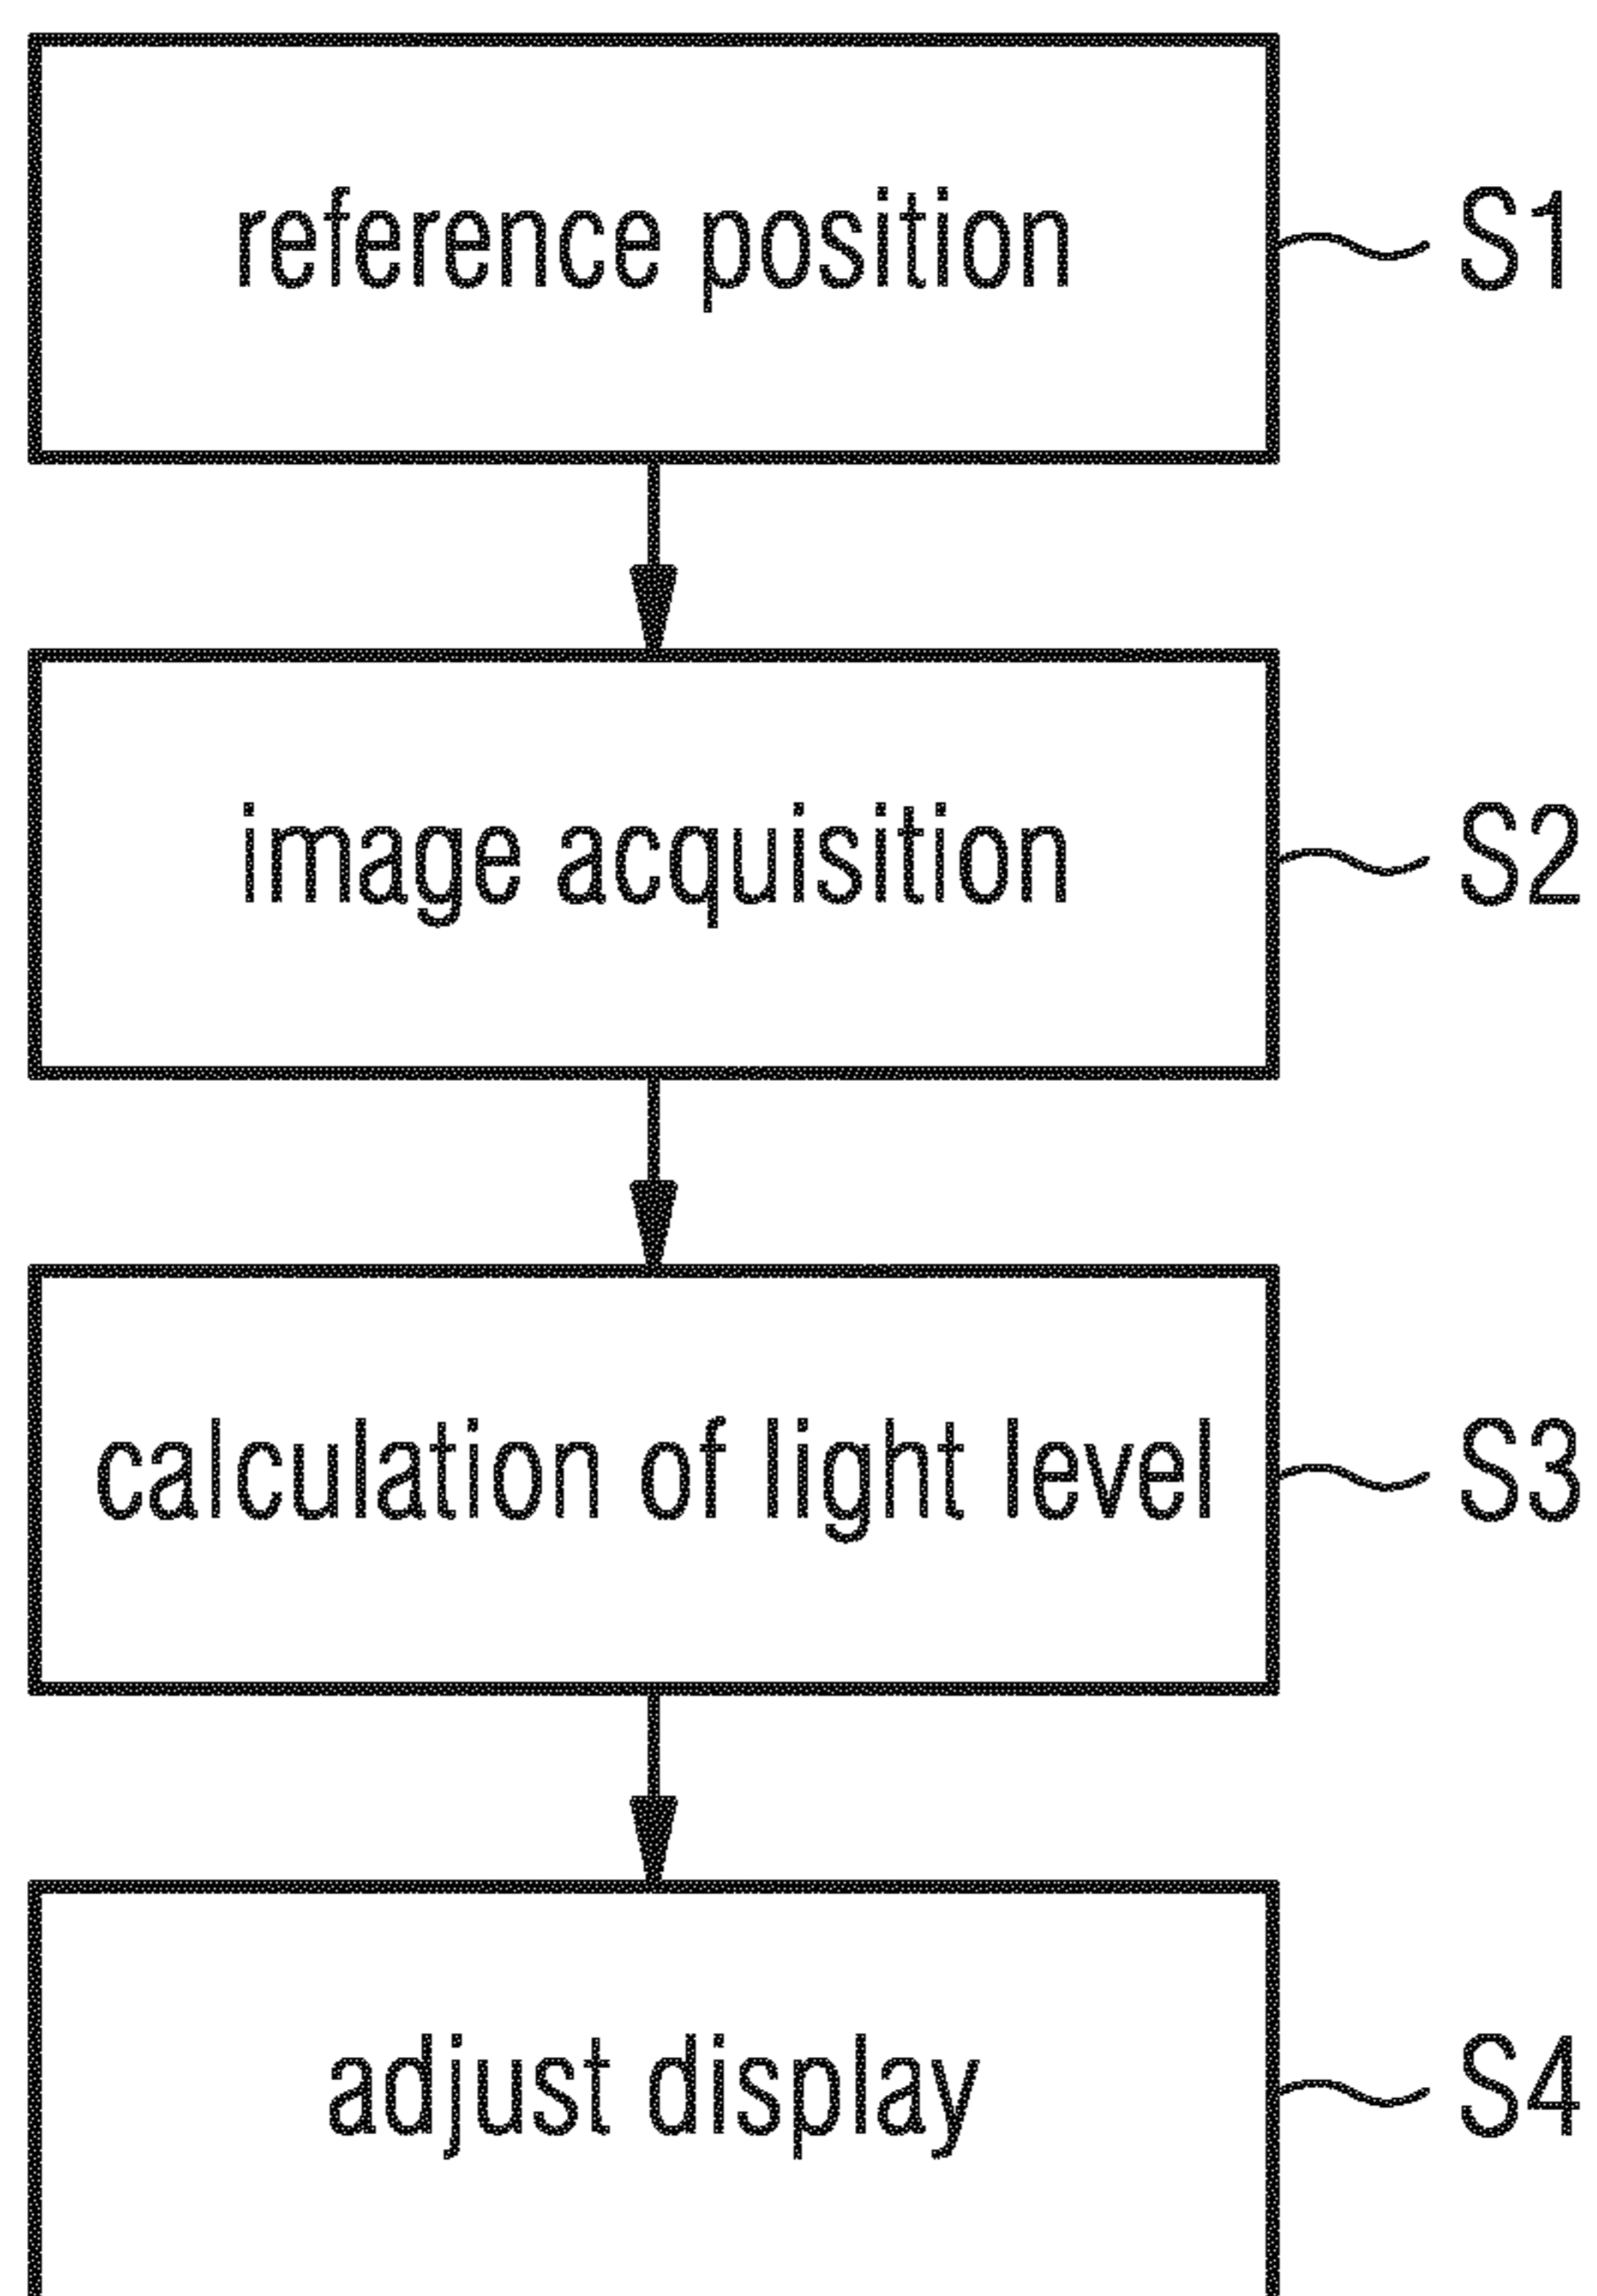 reference position S1
image acquisition S2
calculation of light level S3
adjust display S4